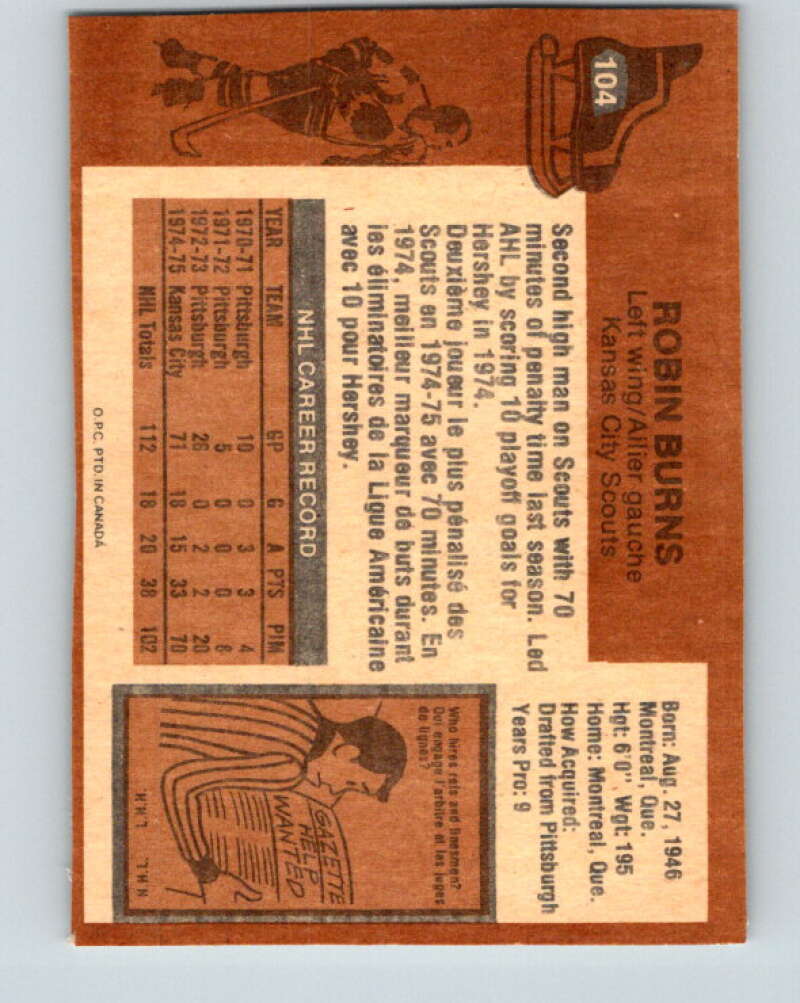 104
ROBIN BURNS
Left wing/Ailier gauche
Kansas City Scouts
Second high man on Scouts with 70
minutes of penalty time last season. Led
AHL by scoring 10 playoff goals for
Hershey in 1974.
Deuxième joueur le plus pénalisé des
Scouts en 1974-75 avec 70 minutes. En
1974, meilleur marqueur de buts durant
les éliminatoires de la Ligue Américaine
avec 10 pour Hershey.
NHL CAREER RECORD
YEAR TEAM GP G A PTS PIM
1970-71 Pittsburgh 10 0 3 3 4
1971-72 Pittsburgh 5 0 0 0 6
1972-73 Pittsburgh 26 0 2 2 20
1974-75 Kansas City 71 18 15 33 70
NHL Totals 112 18 20 38 102
O.P.C. PTD. IN CANADA
Born: Aug. 27, 1946
Montreal, Que.
Hgt: 6'0" Wgt: 195
Home: Montreal, Que.
How Acquired:
Drafted from Pittsburgh
Years Pro: 9
Who hires refs and linesmen?
Qui engage l'arbitre et les juges
de lignes?
GAZETTE
HELP
WANTED
NHL LNH